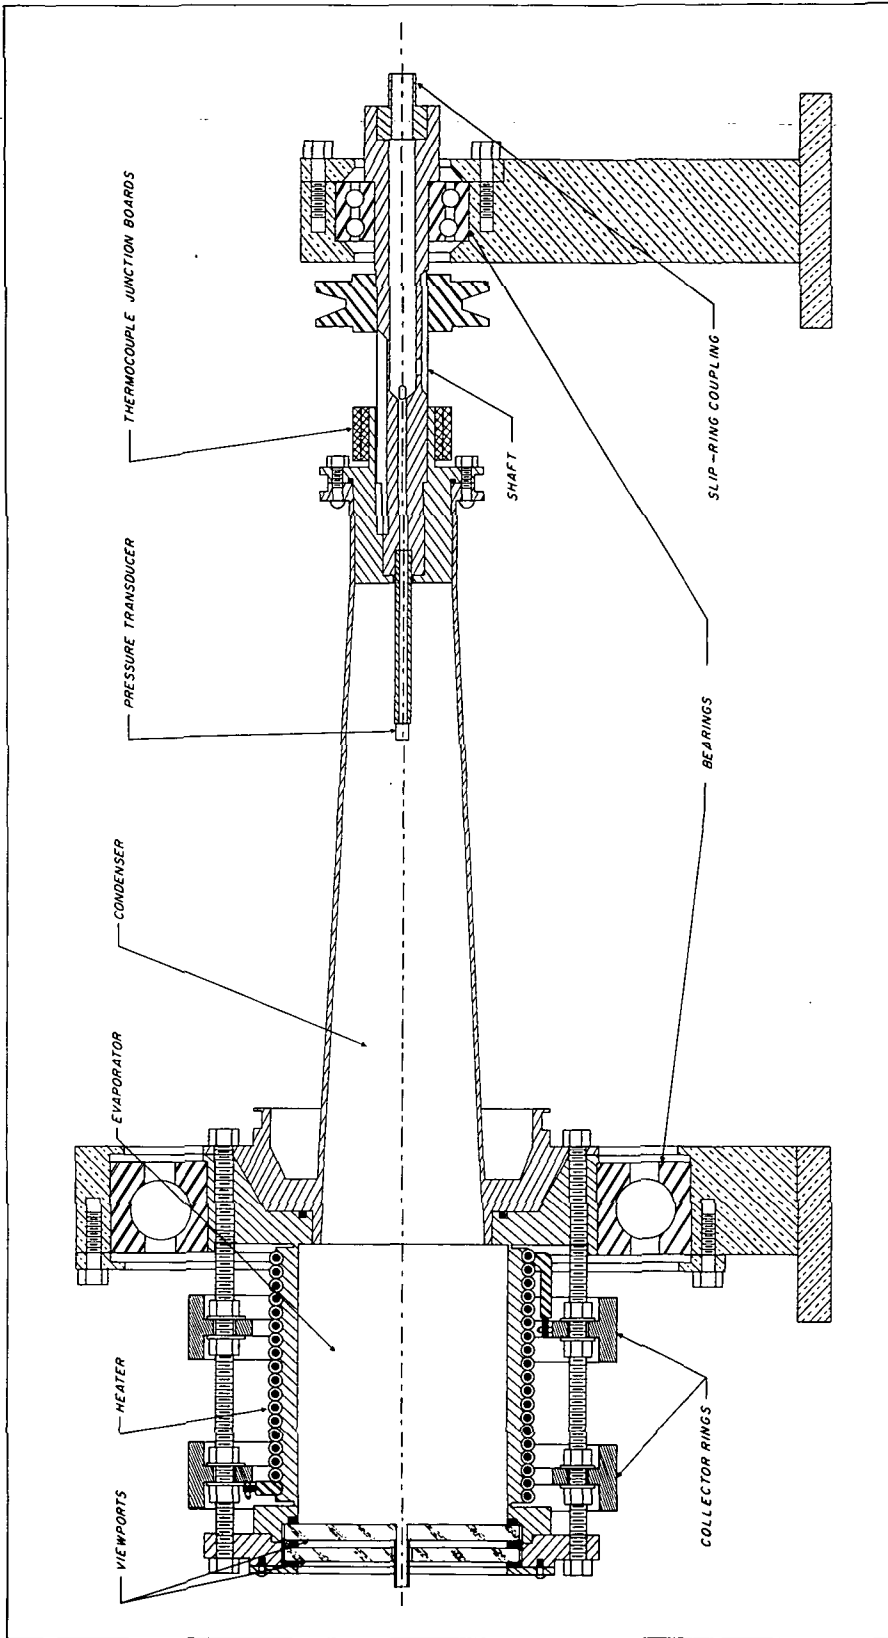 VIEWPORTS
HEATER
EVAPORATOR
CONDENSER
PRESSURE TRANSDUCER
THERMOCOUPLE JUNCTION BOARDS
SHAFT
SLIP-RING COUPLING
BEARINGS
COLLECTOR RINGS